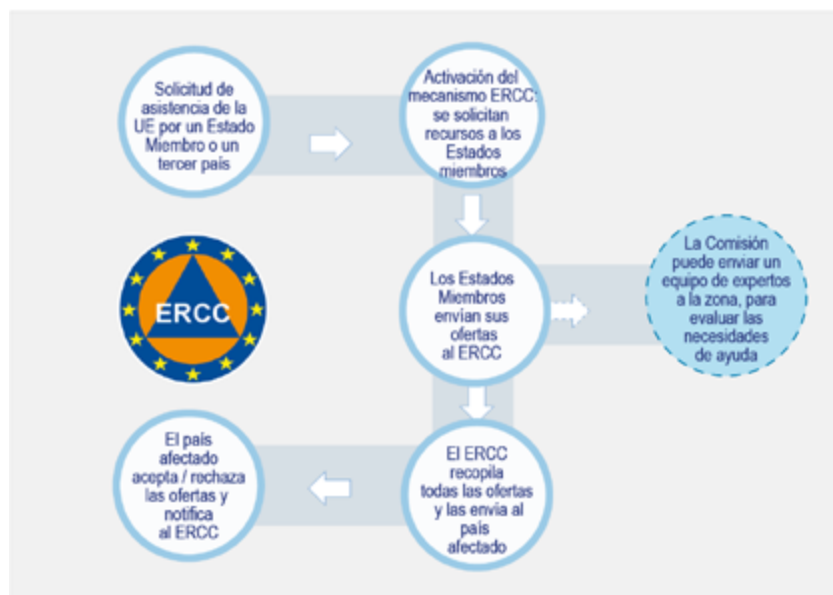 Solicitud de
asistencia de la
UE por un Estado
Miembro o un
tercer país
Activación del
mecanismo ERCC:
se solicitan
recursos a los
Estados
miembros
Los Estados
Miembros
envían sus
ofertas
al ERCC
La Comisión
puede enviar un
equipo de expertos
a la zona, para
evaluar las
necesidades
de ayuda
ERCC
El ERCC
recopila
todas las ofertas
y las envía al
país
afectado
El país
afectado
acepta / rechaza
las ofertas y
notifica
al ERCC